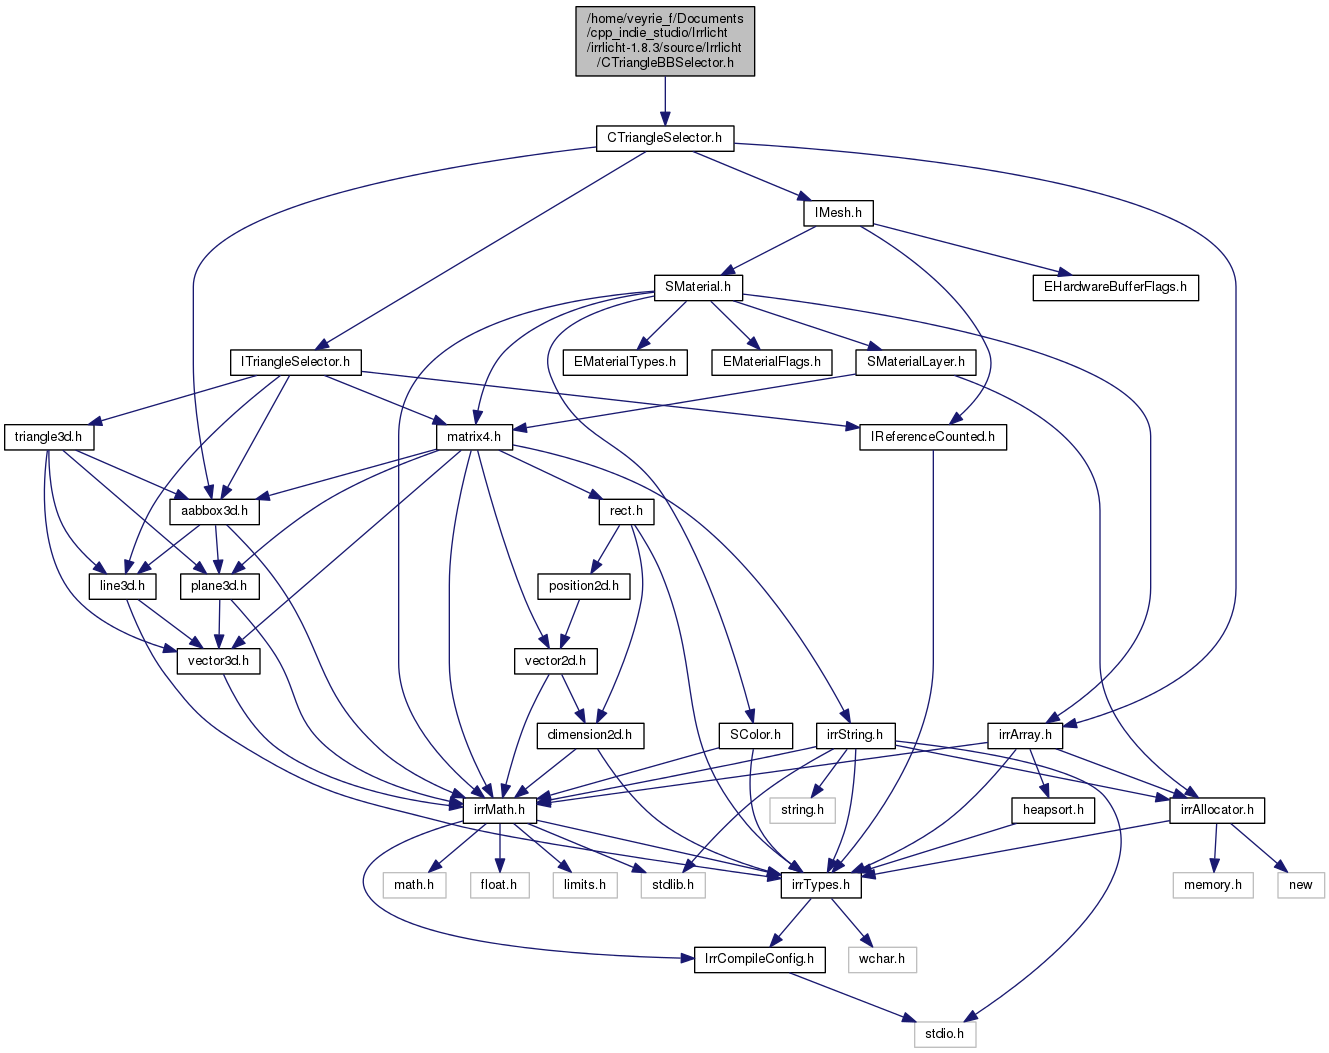 /home/veyrie_f/Documents
/cpp_indie_studio/Irrlicht
/irrlicht-1.8.3/source/Irrlicht
/CTriangleBBSelector.h
CTriangleSelector.h
IMesh.h
SMaterial.h
EHardwareBufferFlags.h
ITriangleSelector.h
EMaterialTypes.h
EMaterialFlags.h
SMaterialLayer.h
triangle3d.h
matrix4.h
IReferenceCounted.h
aabbox3d.h
rect.h
line3d.h
plane3d.h
position2d.h
vector3d.h
vector2d.h
dimension2d.h
SColor.h
irrString.h
irrArray.h
irrMath.h
string.h
heapsort.h
irrAllocator.h
math.h
float.h
limits.h
stdlib.h
irrTypes.h
memory.h
new
IrrCompileConfig.h
wchar.h
stdio.h